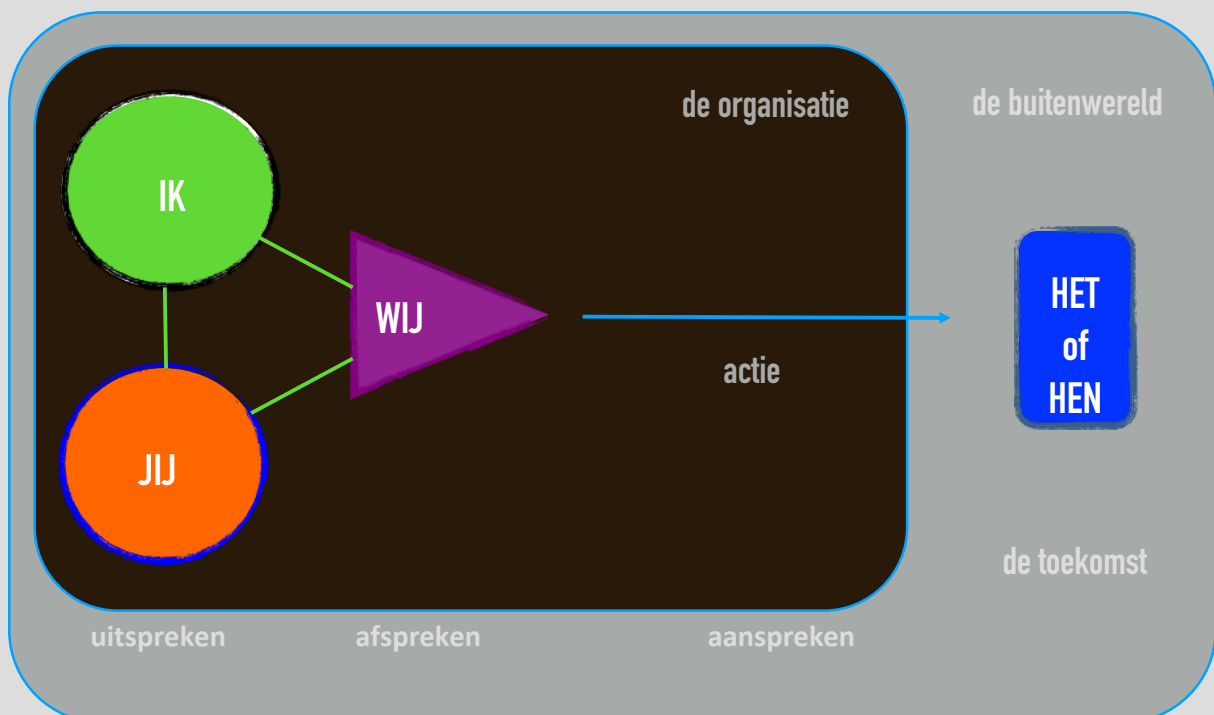 de organisatie
de buitenwereld
IK
WIJ
HET
of
HEN
actie
JIJ
de toekomst
uitspreken
afspreken
aanspreken